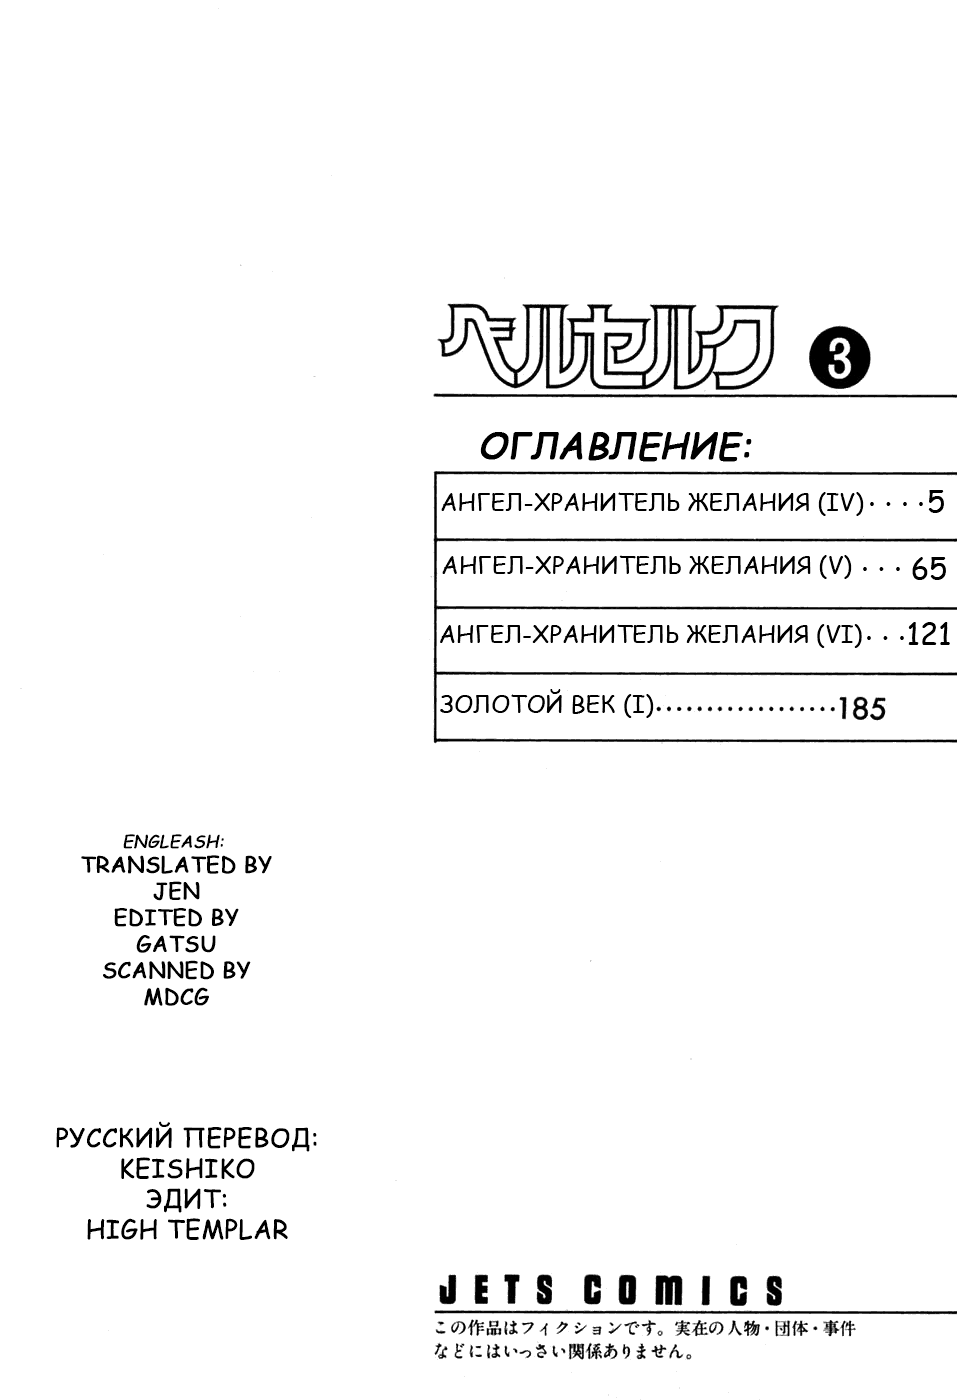 ベルセルク 3
ОГЛАВЛЕНИЕ:
АНГЕЛ-ХРАНИТЕЛЬ ЖЕЛАНИЯ (IV)....5
АНГЕЛ-ХРАНИТЕЛЬ ЖЕЛАНИЯ (V) ... 65
АНГЕЛ-ХРАНИТЕЛЬ ЖЕЛАНИЯ (VI)...121
ЗОЛОТОЙ ВЕК (I)..................185
ENGLEASH:
TRANSLATED BY
JEN
EDITED BY
GATSU
SCANNED BY
MDCG
РУССКИЙ ПЕРЕВОД:
KEISHIKO
ЭДИТ:
HIGH TEMPLAR
JETS COMICS
この作品はフィクションです。実在の人物・団体・事件
などにはいっさい関係ありません。